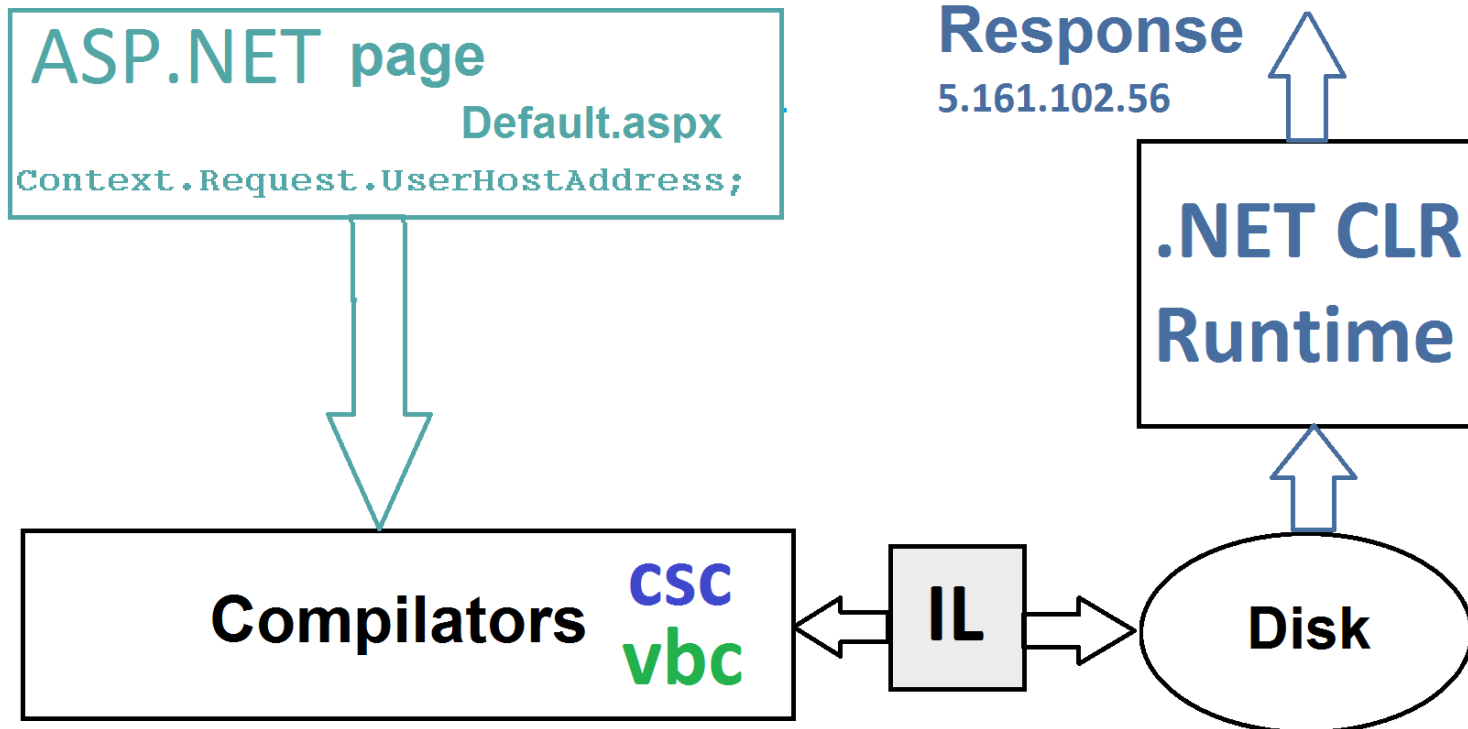 ASP.NET page
Default.aspx
Context.Request.UserHostAddress;
Response
5.161.102.56
.NET CLR
Runtime
Compilators
csc
vbc
IL
Disk